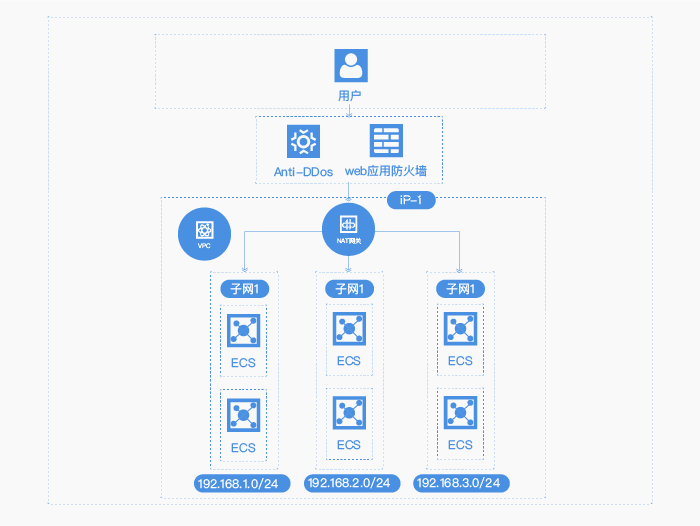 用户
Anti-DDos
web应用防火墙
iP-1
VPC
NAT网关
子网1
子网1
子网1
ECS
ECS
ECS
ECS
ECS
ECS
192.168.1.0/24
192.168.2.0/24
192.168.3.0/24